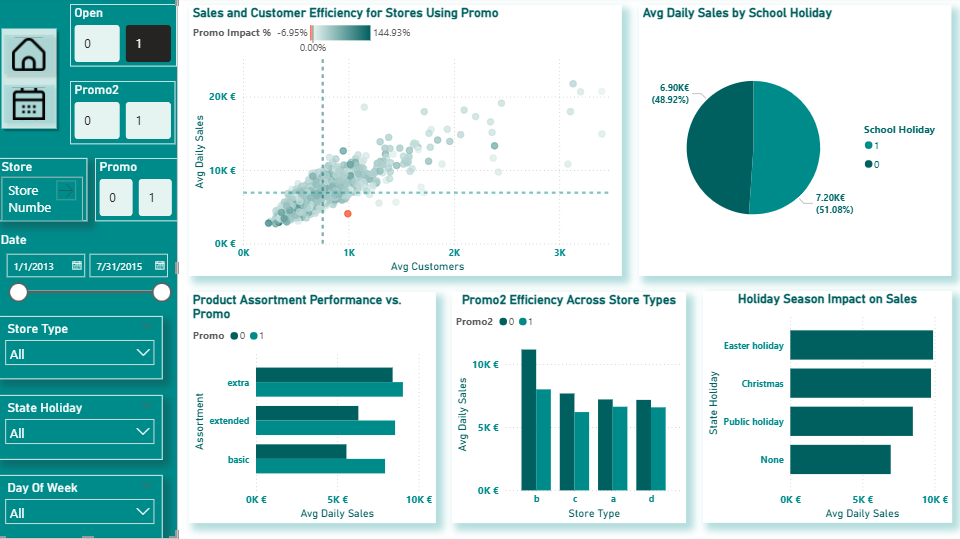 Open
0 1
Promo2
0 1
Store
Store
Numbe
Promo
0 1
Date
1/1/2013 7/31/2015
Store Type
All
State Holiday
All
Day Of Week
All
Sales and Customer Efficiency for Stores Using Promo
Promo Impact % -6.95% 144.93%
0.00%
Avg Daily Sales
20K €
10K €
0K €
0K 1K 2K 3K
Avg Customers
Avg Daily Sales by School Holiday
6.90K€
(48.92%)
7.20K€
(51.08%)
School Holiday
1
0
Product Assortment Performance vs.
Promo
Promo 0 1
Assortment
extra
extended
basic
0K € 5K € 10K €
Avg Daily Sales
Promo2 Efficiency Across Store Types
Promo2 0 1
Avg Daily Sales
10K €
5K €
0K €
b c a d
Store Type
Holiday Season Impact on Sales
State Holiday
Easter holiday
Christmas
Public holiday
None
0K € 5K € 10K €
Avg Daily Sales